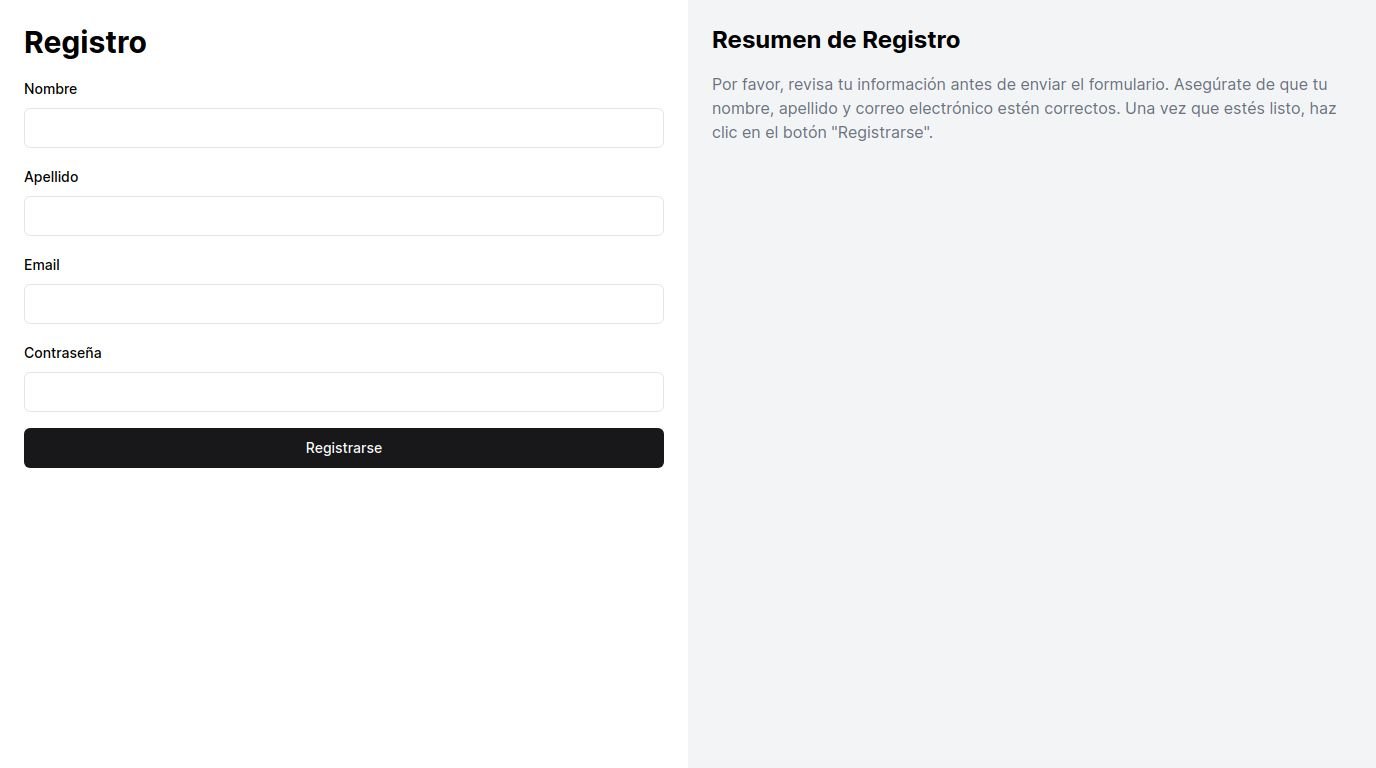 Registro
Nombre
Apellido
Email
Contraseña
Registrarse
Resumen de Registro
Por favor, revisa tu información antes de enviar el formulario. Asegúrate de que tu
nombre, apellido y correo electrónico estén correctos. Una vez que estés listo, haz
clic en el botón "Registrarse".